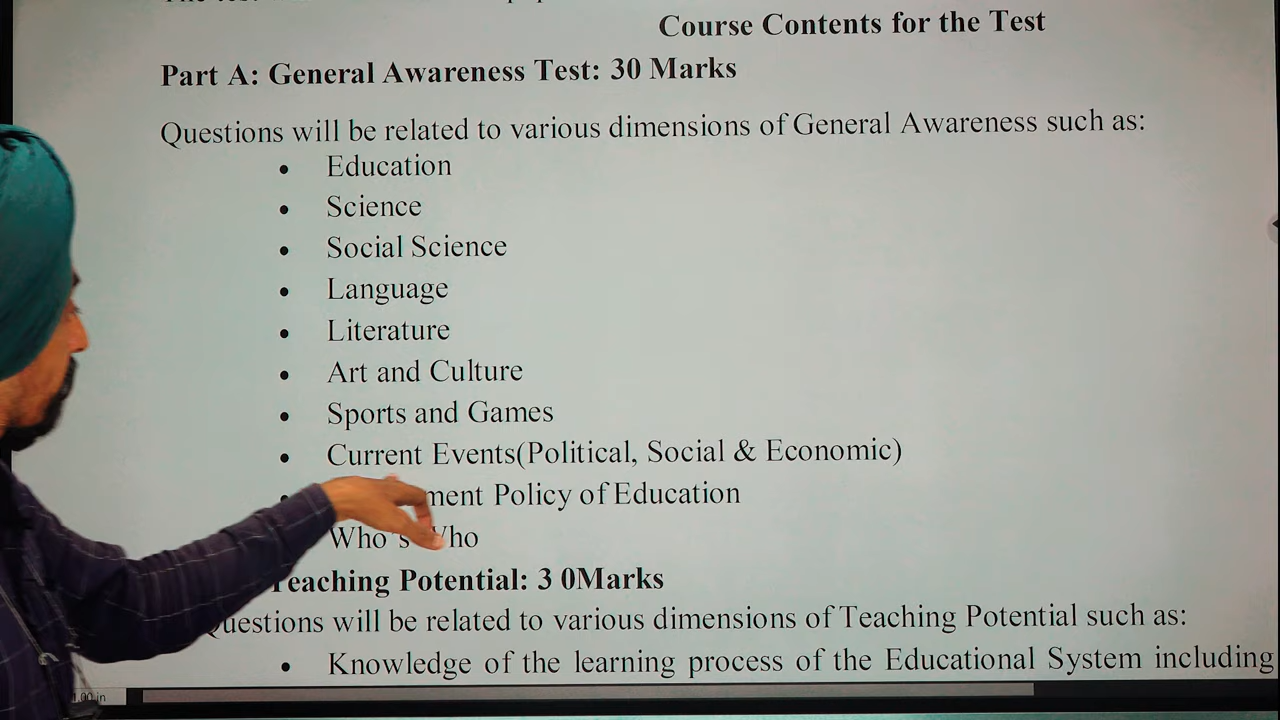 Course Contents for the Test
Part A: General Awareness Test: 30 Marks
Questions will be related to various dimensions of General Awareness such as:
• Education
• Science
• Social Science
• Language
• Literature
• Art and Culture
• Sports and Games
• Current Events(Political, Social & Economic)
• Policy of Education
Who's Who
Teaching Potential: 3 0Marks
Questions will be related to various dimensions of Teaching Potential such as:
• Knowledge of the learning process of the Educational System including